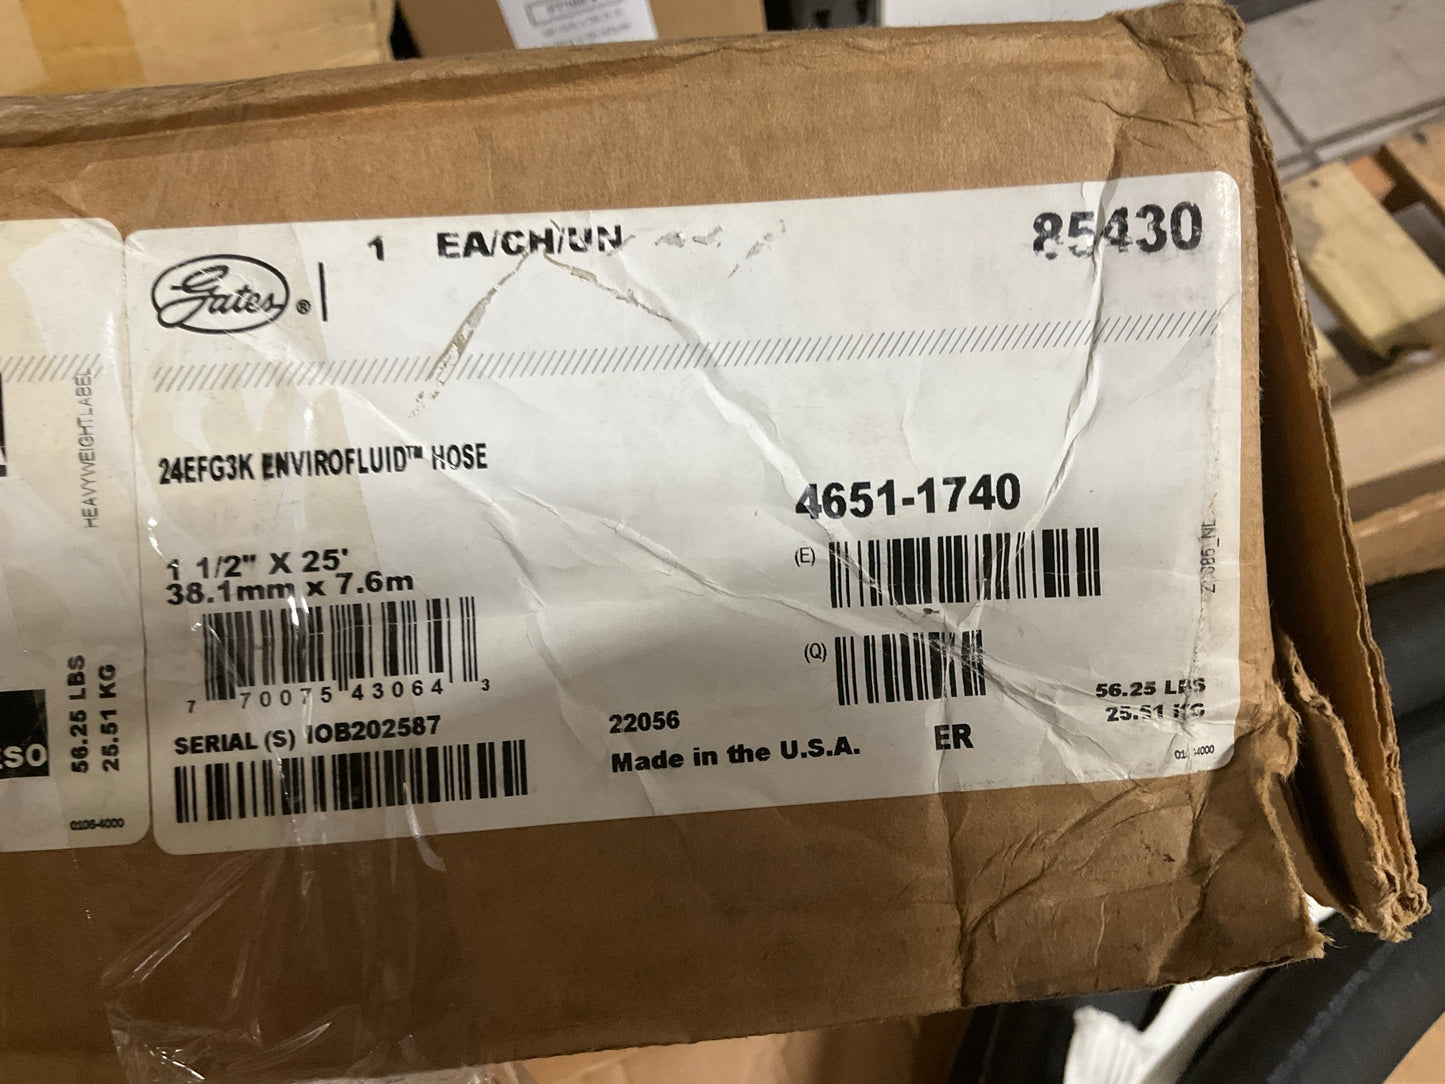 1 EA/CH/UN
85430
Gates®
24EFG3K ENVIROFLUID™ HOSE
4651-1740
(E)
1 1/2" X 25'
38.1mm x 7.6m
7 70075 43064 3
(Q)
SERIAL (S) IOB202587
22056
Made in the U.S.A.
ER
56.25 LBS
25.51 KG
HEAVYWEIGHTLABEL
56.25 LBS
25.51 KG
0106-4000